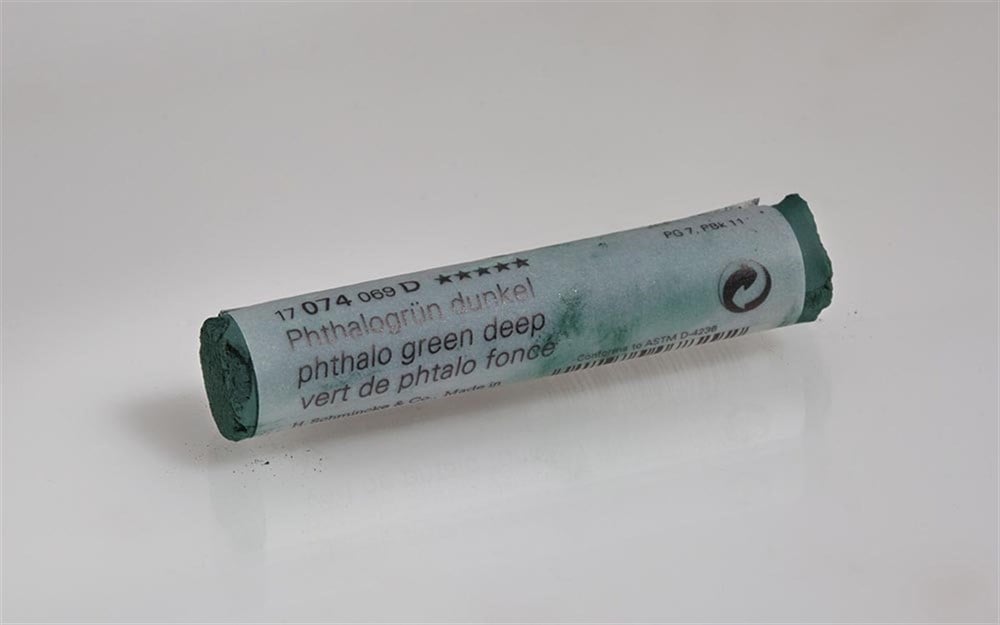 17 074 069 D ★★★★★
PG 7, PBk 11
Phthalogrün dunkel
phthalo green deep
vert de phtalo foncé
H. Schmincke & Co., Made in
Conforms to ASTM D-4236